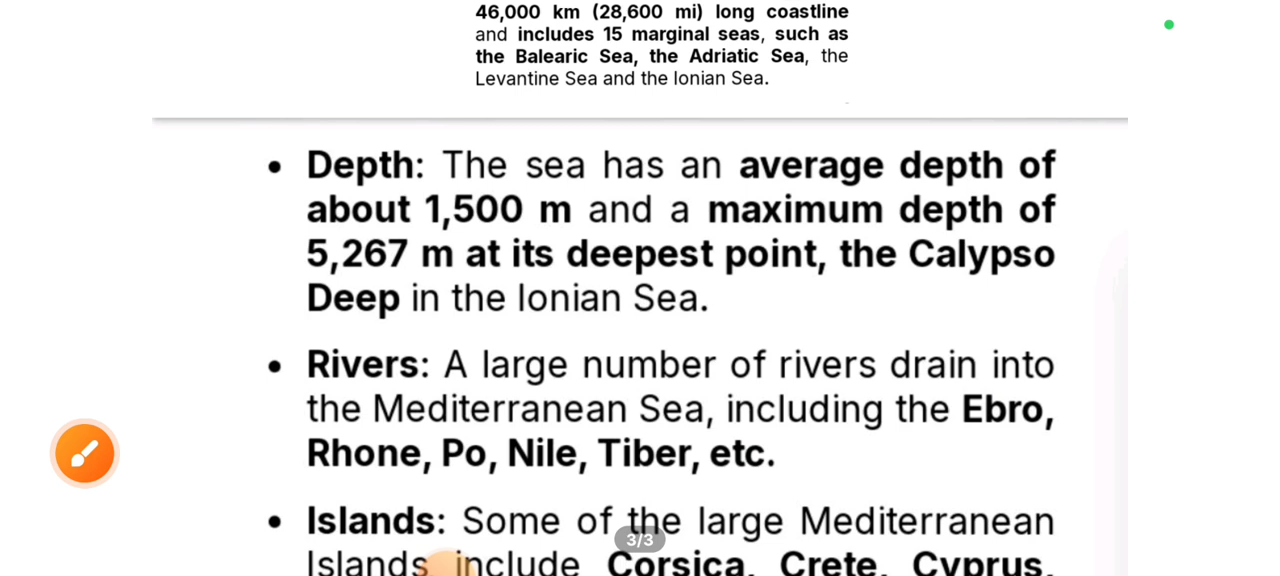 46,000 km (28,600 mi) long coastline
and includes 15 marginal seas, such as
the Balearic Sea, the Adriatic Sea, the
Levantine Sea and the Ionian Sea.
• Depth: The sea has an average depth of
about 1,500 m and a maximum depth of
5,267 m at its deepest point, the Calypso
Deep in the Ionian Sea.
• Rivers: A large number of rivers drain into
the Mediterranean Sea, including the Ebro,
Rhone, Po, Nile, Tiber, etc.
• Islands: Some of the large Mediterranean
3/3
Islands include Corsica, Crete, Cyprus,